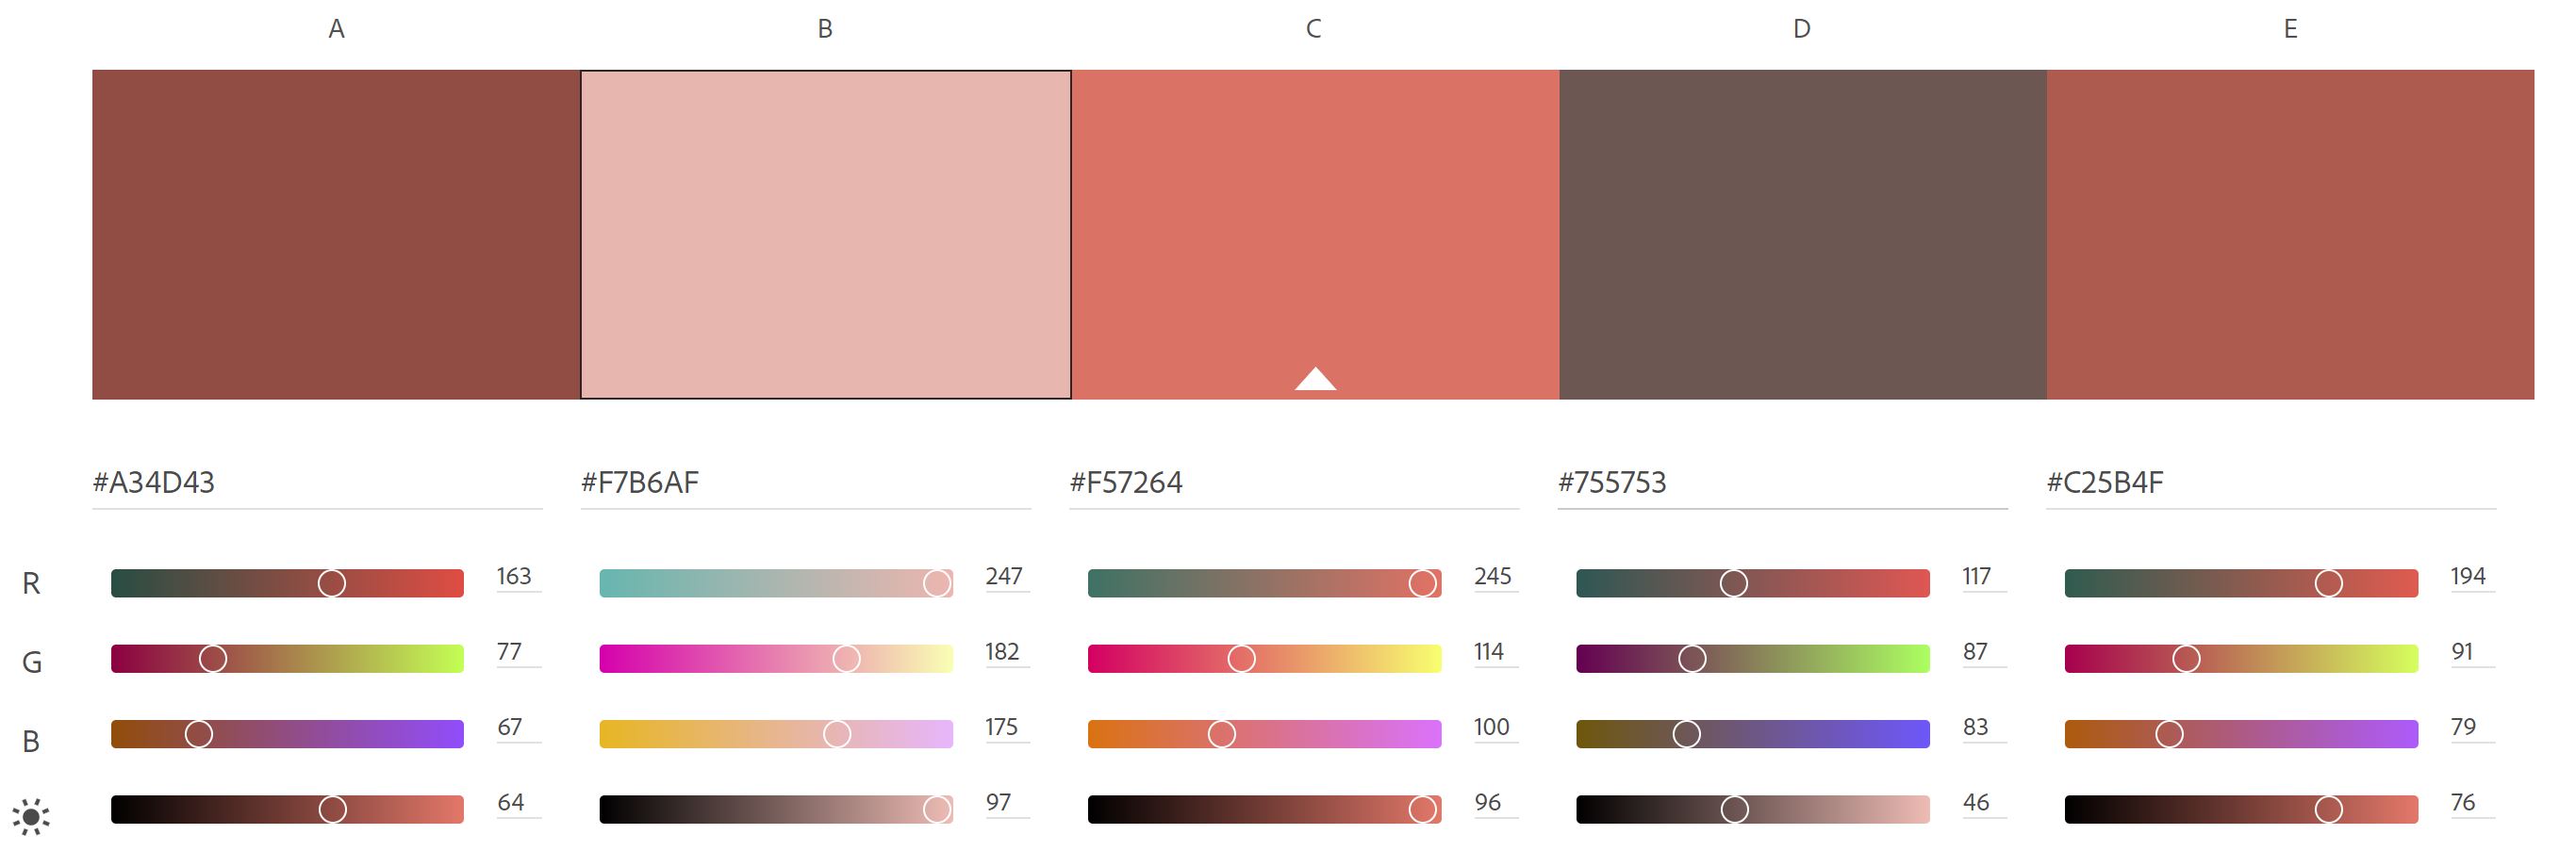 A B C D E
#A34D43 #F7B6AF #F57264 #755753 #C25B4F
R 163 247 245 117 194
G 77 182 114 87 91
B 67 175 100 83 79
64 97 96 46 76